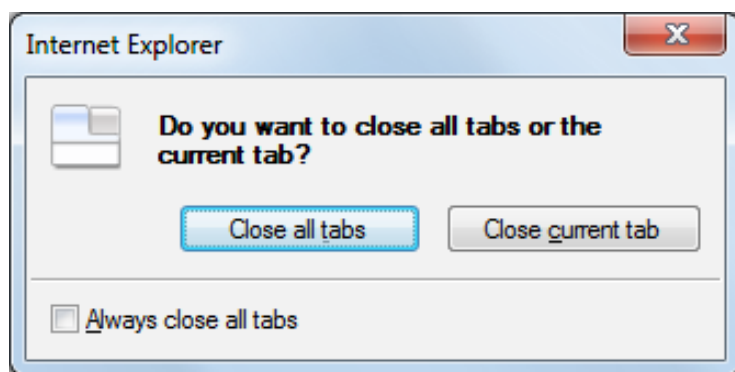 Internet Explorer
Do you want to close all tabs or the
current tab?
Close all tabs
Close current tab
Always close all tabs